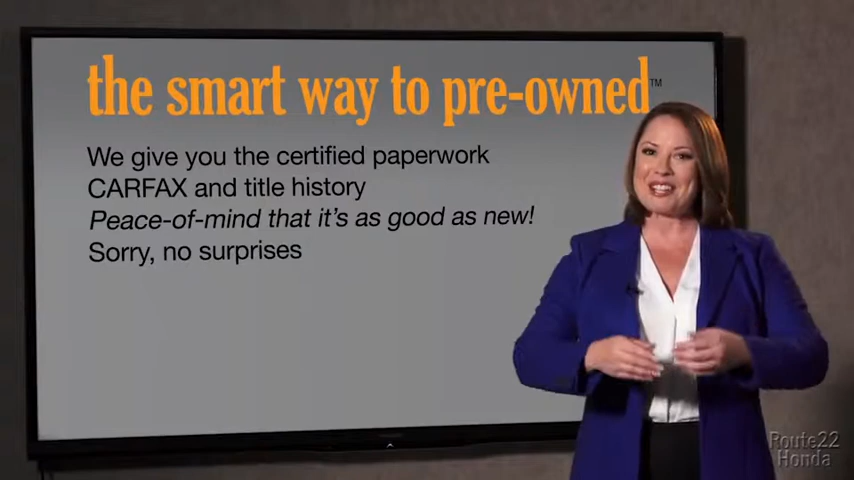 the smart way to pre-owned™
We give you the certified paperwork
CARFAX and title history
Peace-of-mind that it's as good as new!
Sorry, no surprises
Route22
Honda